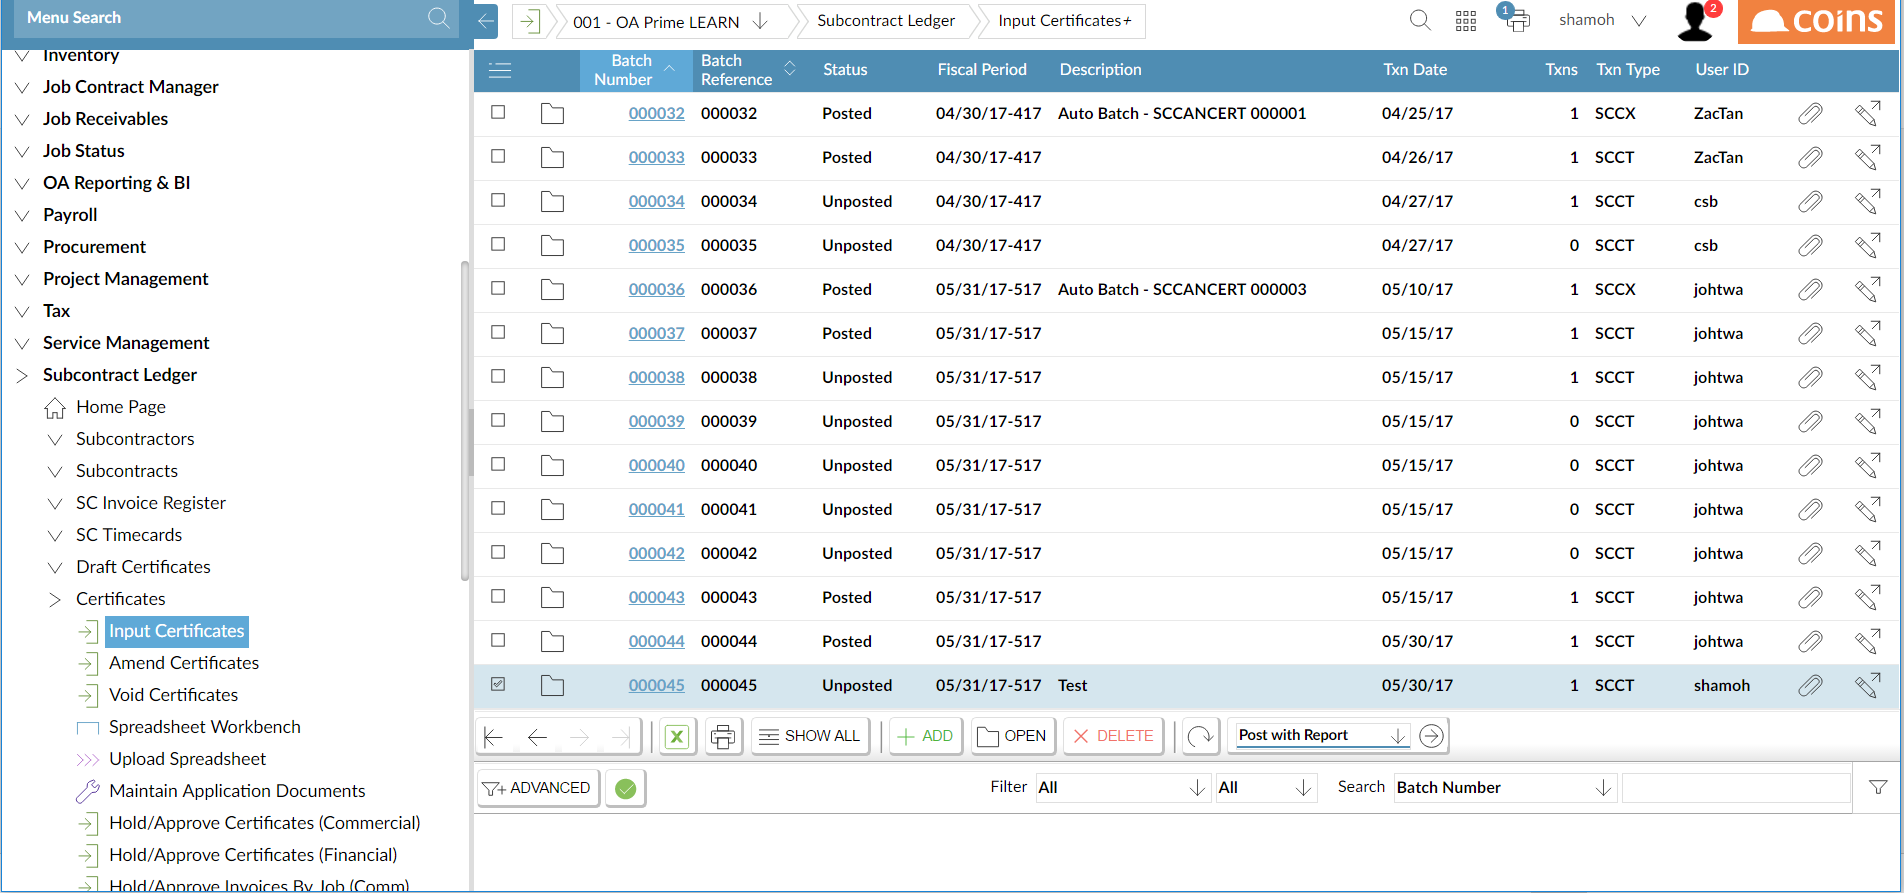 Menu Search
001 - OA Prime LEARN
Subcontract Ledger
Input Certificates+
1
shamoh
2
coins
Inventory
Job Contract Manager
Job Receivables
Job Status
OA Reporting & BI
Payroll
Procurement
Project Management
Tax
Service Management
Subcontract Ledger
Home Page
Subcontractors
Subcontracts
SC Invoice Register
SC Timecards
Draft Certificates
Certificates
Input Certificates
Amend Certificates
Void Certificates
Spreadsheet Workbench
Upload Spreadsheet
Maintain Application Documents
Hold/Approve Certificates (Commercial)
Hold/Approve Certificates (Financial)
Hold/Approve Invoices By Job (Comm)
Batch Number Batch Reference Status Fiscal Period Description Txn Date Txns Txn Type User ID
000032 000032 Posted 04/30/17-417 Auto Batch - SCCANCERT 000001 04/25/17 1 SCCX ZacTan
000033 000033 Posted 04/30/17-417 04/26/17 1 SCCT ZacTan
000034 000034 Unposted 04/30/17-417 04/27/17 1 SCCT csb
000035 000035 Unposted 04/30/17-417 04/27/17 0 SCCT csb
000036 000036 Posted 05/31/17-517 Auto Batch - SCCANCERT 000003 05/10/17 1 SCCX johtwa
000037 000037 Posted 05/31/17-517 05/15/17 1 SCCT johtwa
000038 000038 Unposted 05/31/17-517 05/15/17 1 SCCT johtwa
000039 000039 Unposted 05/31/17-517 05/15/17 0 SCCT johtwa
000040 000040 Unposted 05/31/17-517 05/15/17 0 SCCT johtwa
000041 000041 Unposted 05/31/17-517 05/15/17 0 SCCT johtwa
000042 000042 Unposted 05/31/17-517 05/15/17 0 SCCT johtwa
000043 000043 Posted 05/31/17-517 05/15/17 1 SCCT johtwa
000044 000044 Posted 05/31/17-517 05/30/17 1 SCCT johtwa
000045 000045 Unposted 05/31/17-517 Test 05/30/17 1 SCCT shamoh
X SHOW ALL ADD OPEN DELETE Post with Report
ADVANCED Filter All All Search Batch Number